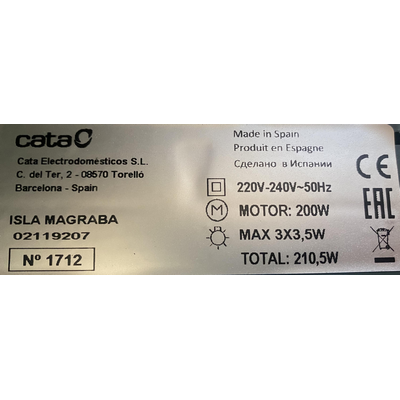 cata
Cata Electrodomésticos S.L.
C. del Ter, 2 - 08570 Torelló
Barcelona - Spain
ISLA MAGRABA
02119207
Nº 1712
Made in Spain
Produit en Espagne
Сделано в Испании
220V-240V~50Hz
M MOTOR: 200W
MAX 3X3,5W
TOTAL: 210,5W
CE
EAC